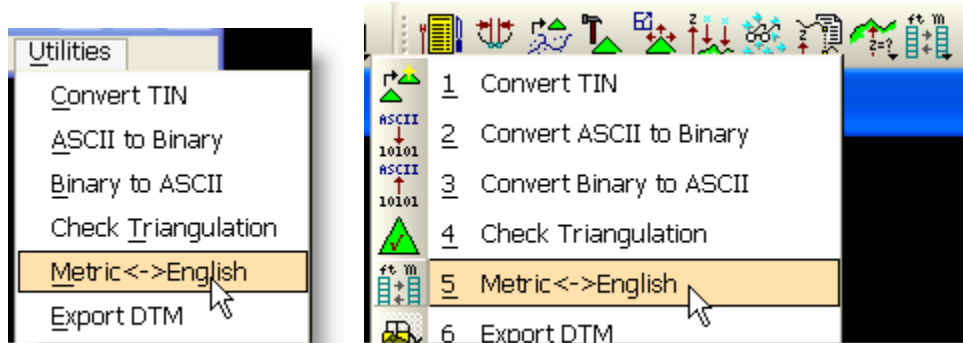 Utilities
Convert TIN
ASCII to Binary
Binary to ASCII
Check Triangulation
Metric<->English
Export DTM
z
z
z=?
ft m
1 Convert TIN
ASCII
10101
2 Convert ASCII to Binary
ASCII
10101
3 Convert Binary to ASCII
4 Check Triangulation
ft m
5 Metric<->English
6 Export DTM